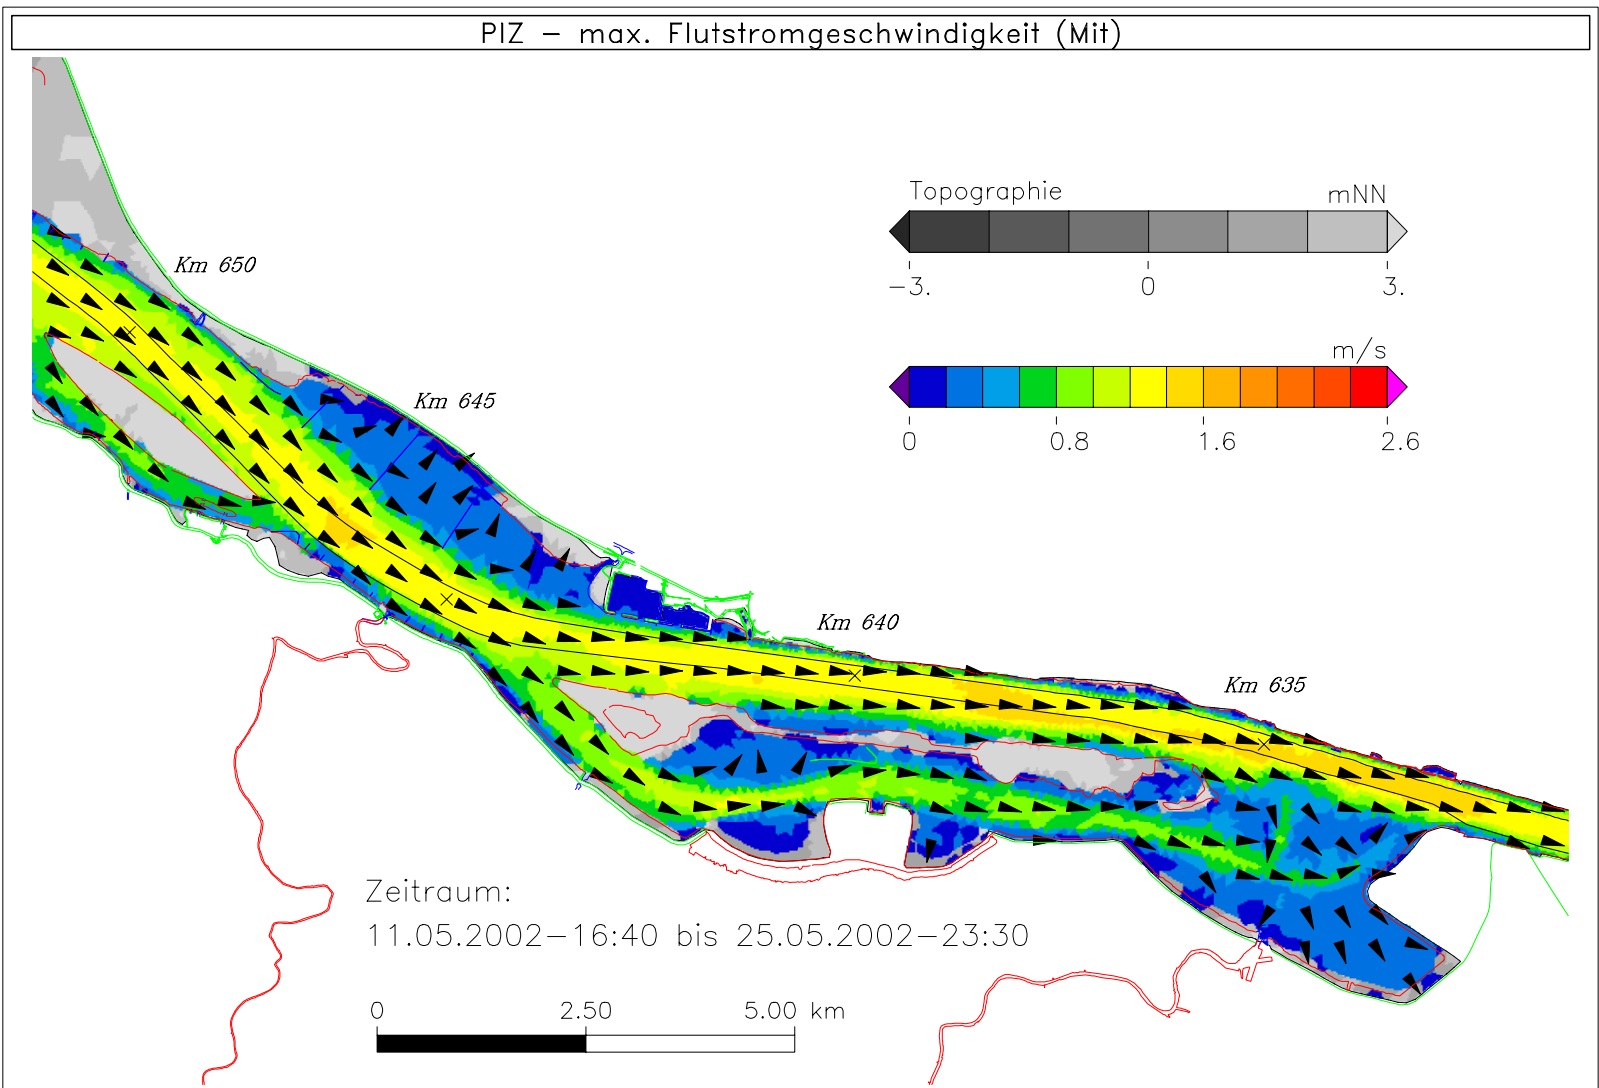 PIZ - max. Flutstromgeschwindigkeit (Mit)
Topographie mNN
-3. 0 3.
Km 650
m/s
Km 645
0 0.8 1.6 2.6
Km 640
Km 635
Zeitraum:
11.05.2002-16:40 bis 25.05.2002-23:30
0 2.50 5.00 km